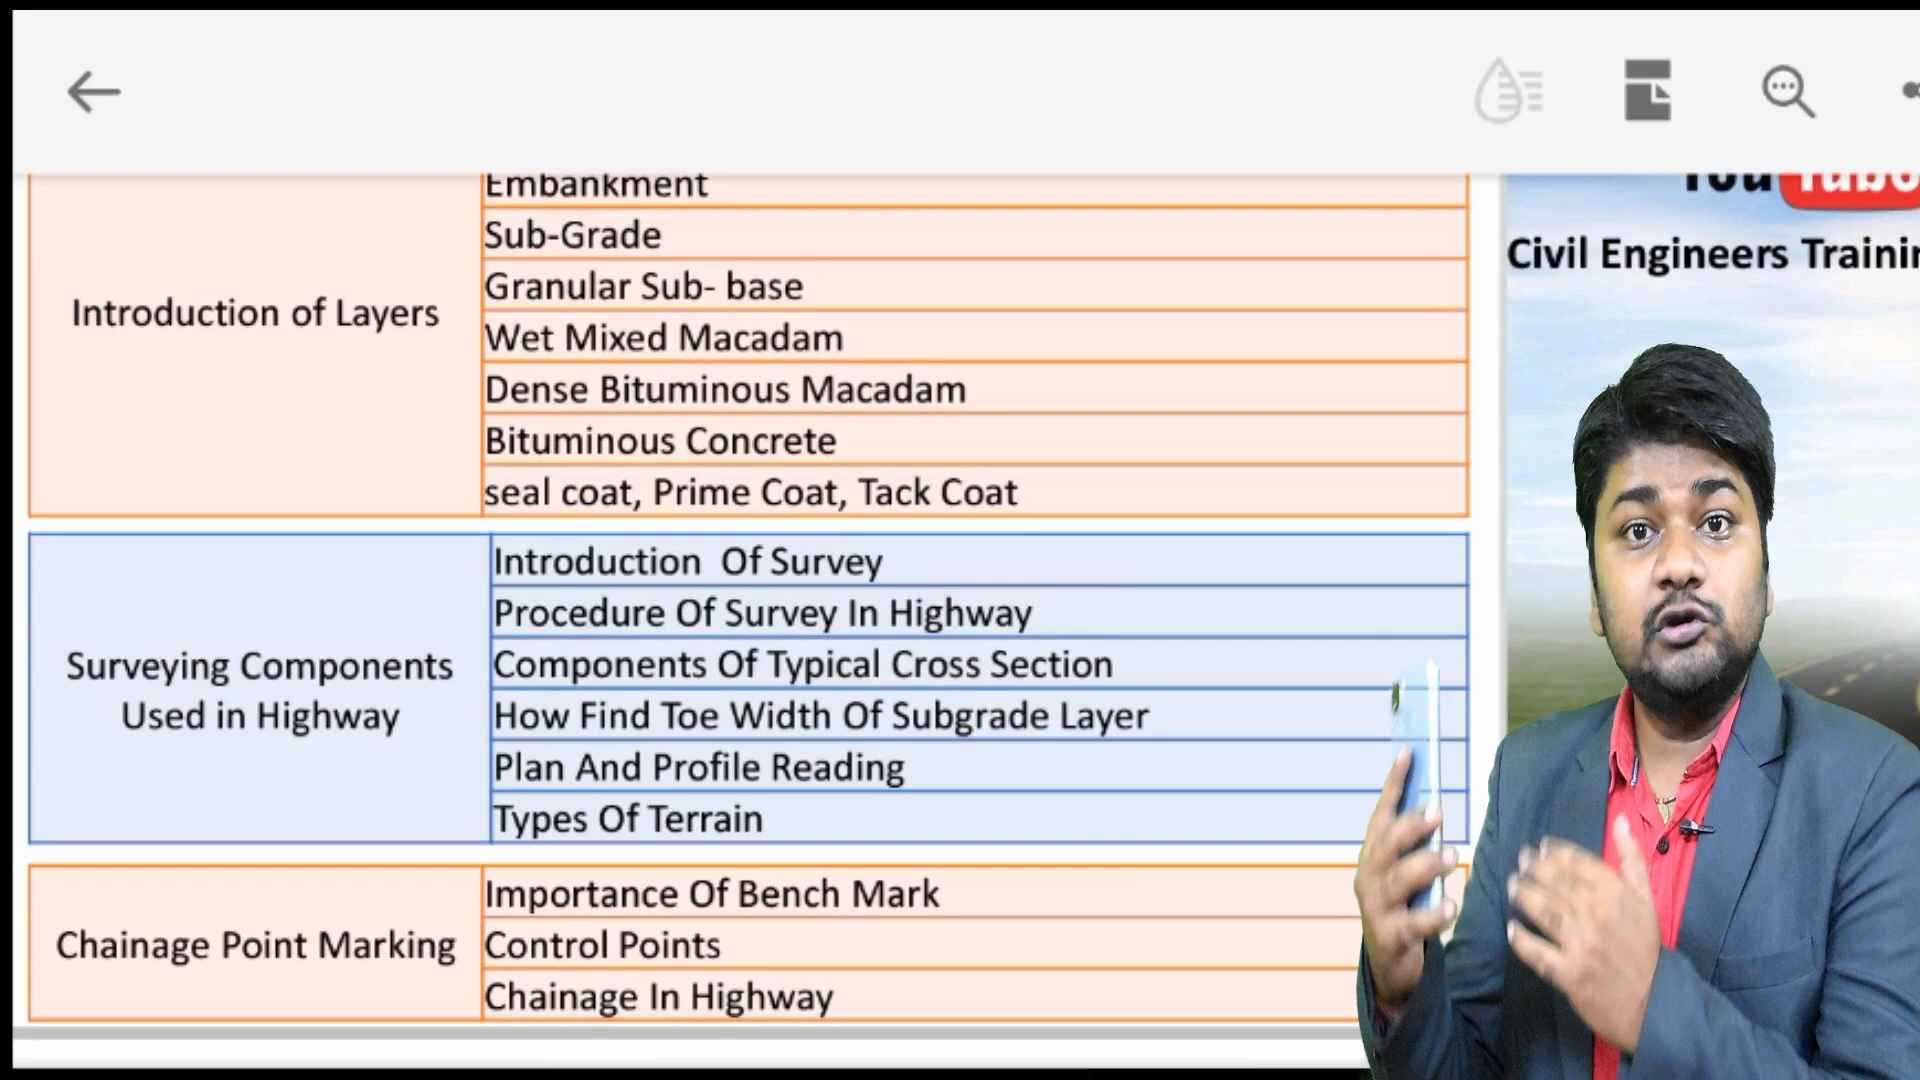 YouTube
Civil Engineers
Embankment
Sub-Grade
Granular Sub- base
Introduction of Layers
Wet Mixed Macadam
Dense Bituminous Macadam
Bituminous Concrete
seal coat, Prime Coat, Tack Coat
Introduction Of Survey
Procedure Of Survey In Highway
Surveying Components
Used in Highway
Components Of Typical Cross Section
How Find Toe Width Of Subgrade Layer
Plan And Profile Reading
Types Of Terrain
Chainage Point Marking
Importance Of Bench Mark
Control Points
Chainage In Highway